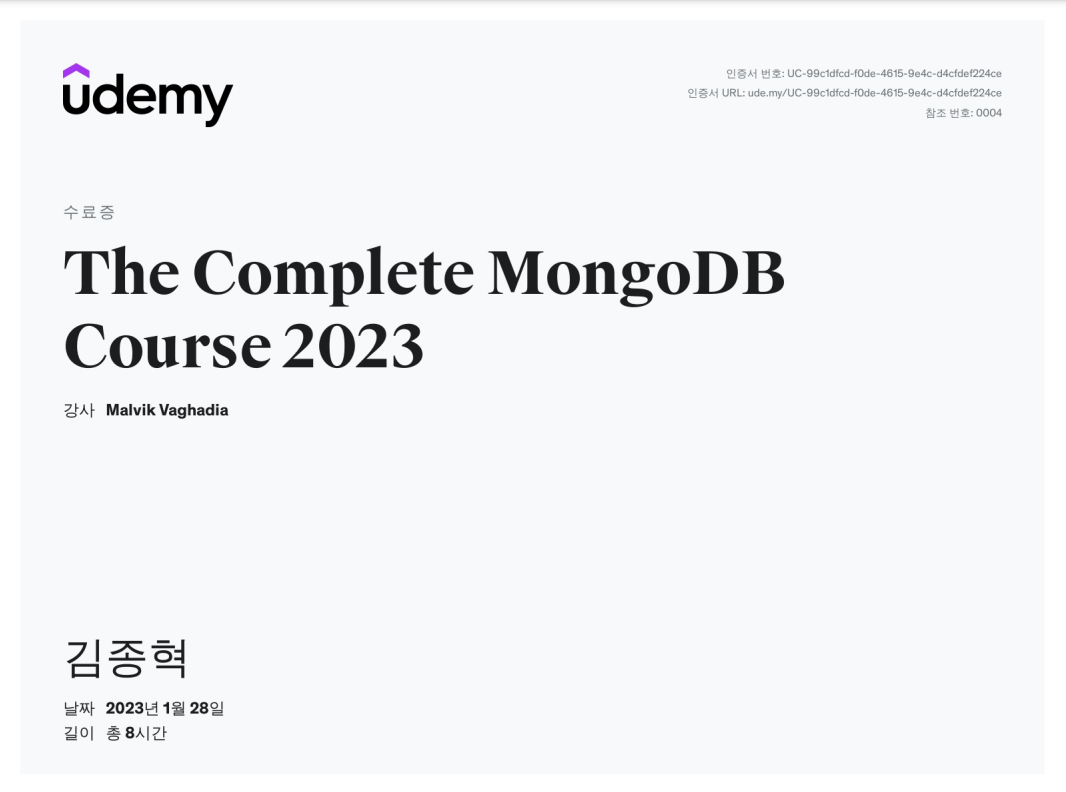 udemy
인증서 번호: UC-99c1dfcd-f0de-4615-9e4c-d4cfdef224ce
인증서 URL: ude.my/UC-99c1dfcd-f0de-4615-9e4c-d4cfdef224ce
참조 번호: 0004
수료증
The Complete MongoDB
Course 2023
강사 Malvik Vaghadia
김종혁
날짜 2023년 1월 28일
길이 총 8시간